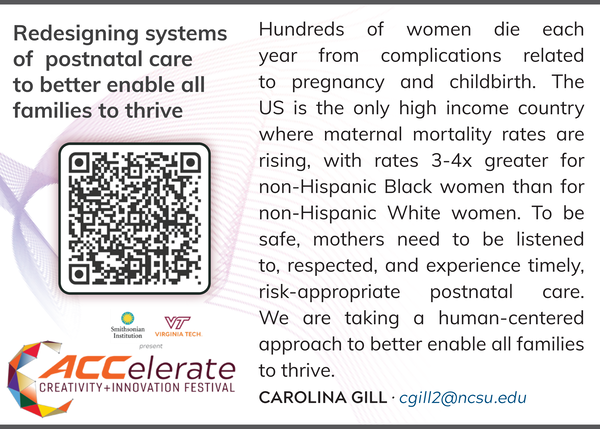 Redesigning systems
of postnatal care
to better enable all
families to thrive
Smithsonian
Institution
VT
VIRGINIA TECH
present
ACCelerate
CREATIVITY+INNOVATION FESTIVAL
Hundreds of women die each
year from complications related
to pregnancy and childbirth. The
US is the only high income country
where maternal mortality rates are
rising, with rates 3-4x greater for
non-Hispanic Black women than for
non-Hispanic White women. To be
safe, mothers need to be listened
to, respected, and experience timely,
risk-appropriate postnatal care.
We are taking a human-centered
approach to better enable all families
to thrive.
CAROLINA GILL · cgill2@ncsu.edu